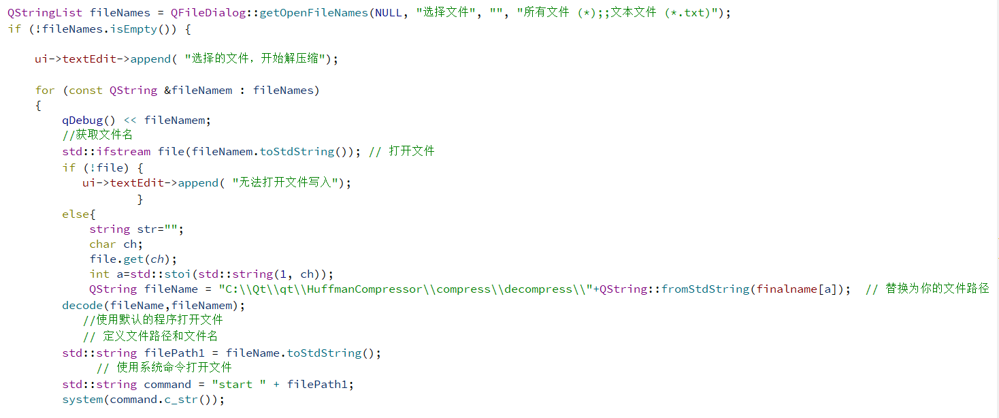 QStringList fileNames = QFileDialog::getOpenFileNames(NULL, "选择文件", "", "所有文件 (*);;文本文件 (*.txt)");
if (!fileNames.isEmpty()) {
ui->textEdit->append( "选择的文件，开始解压缩");
for (const QString &fileNamem : fileNames)
{
qDebug() << fileNamem;
//获取文件名
std::ifstream file(fileNamem.toStdString()); // 打开文件
if (!file) {
ui->textEdit->append( "无法打开文件写入");
}
else{
string str="";
char ch;
file.get(ch);
int a=std::stoi(std::string(1, ch));
QString fileName = "C:\\Qt\\qt\\HuffmanCompressor\\compress\\decompress\\"+QString::fromStdString(finalname[a]); // 替换为你的文件路径
decode(fileName,fileNamem);
//使用默认的程序打开文件
// 定义文件路径和文件名
std::string filePath1 = fileName.toStdString();
// 使用系统命令打开文件
std::string command = "start " + filePath1;
system(command.c_str());